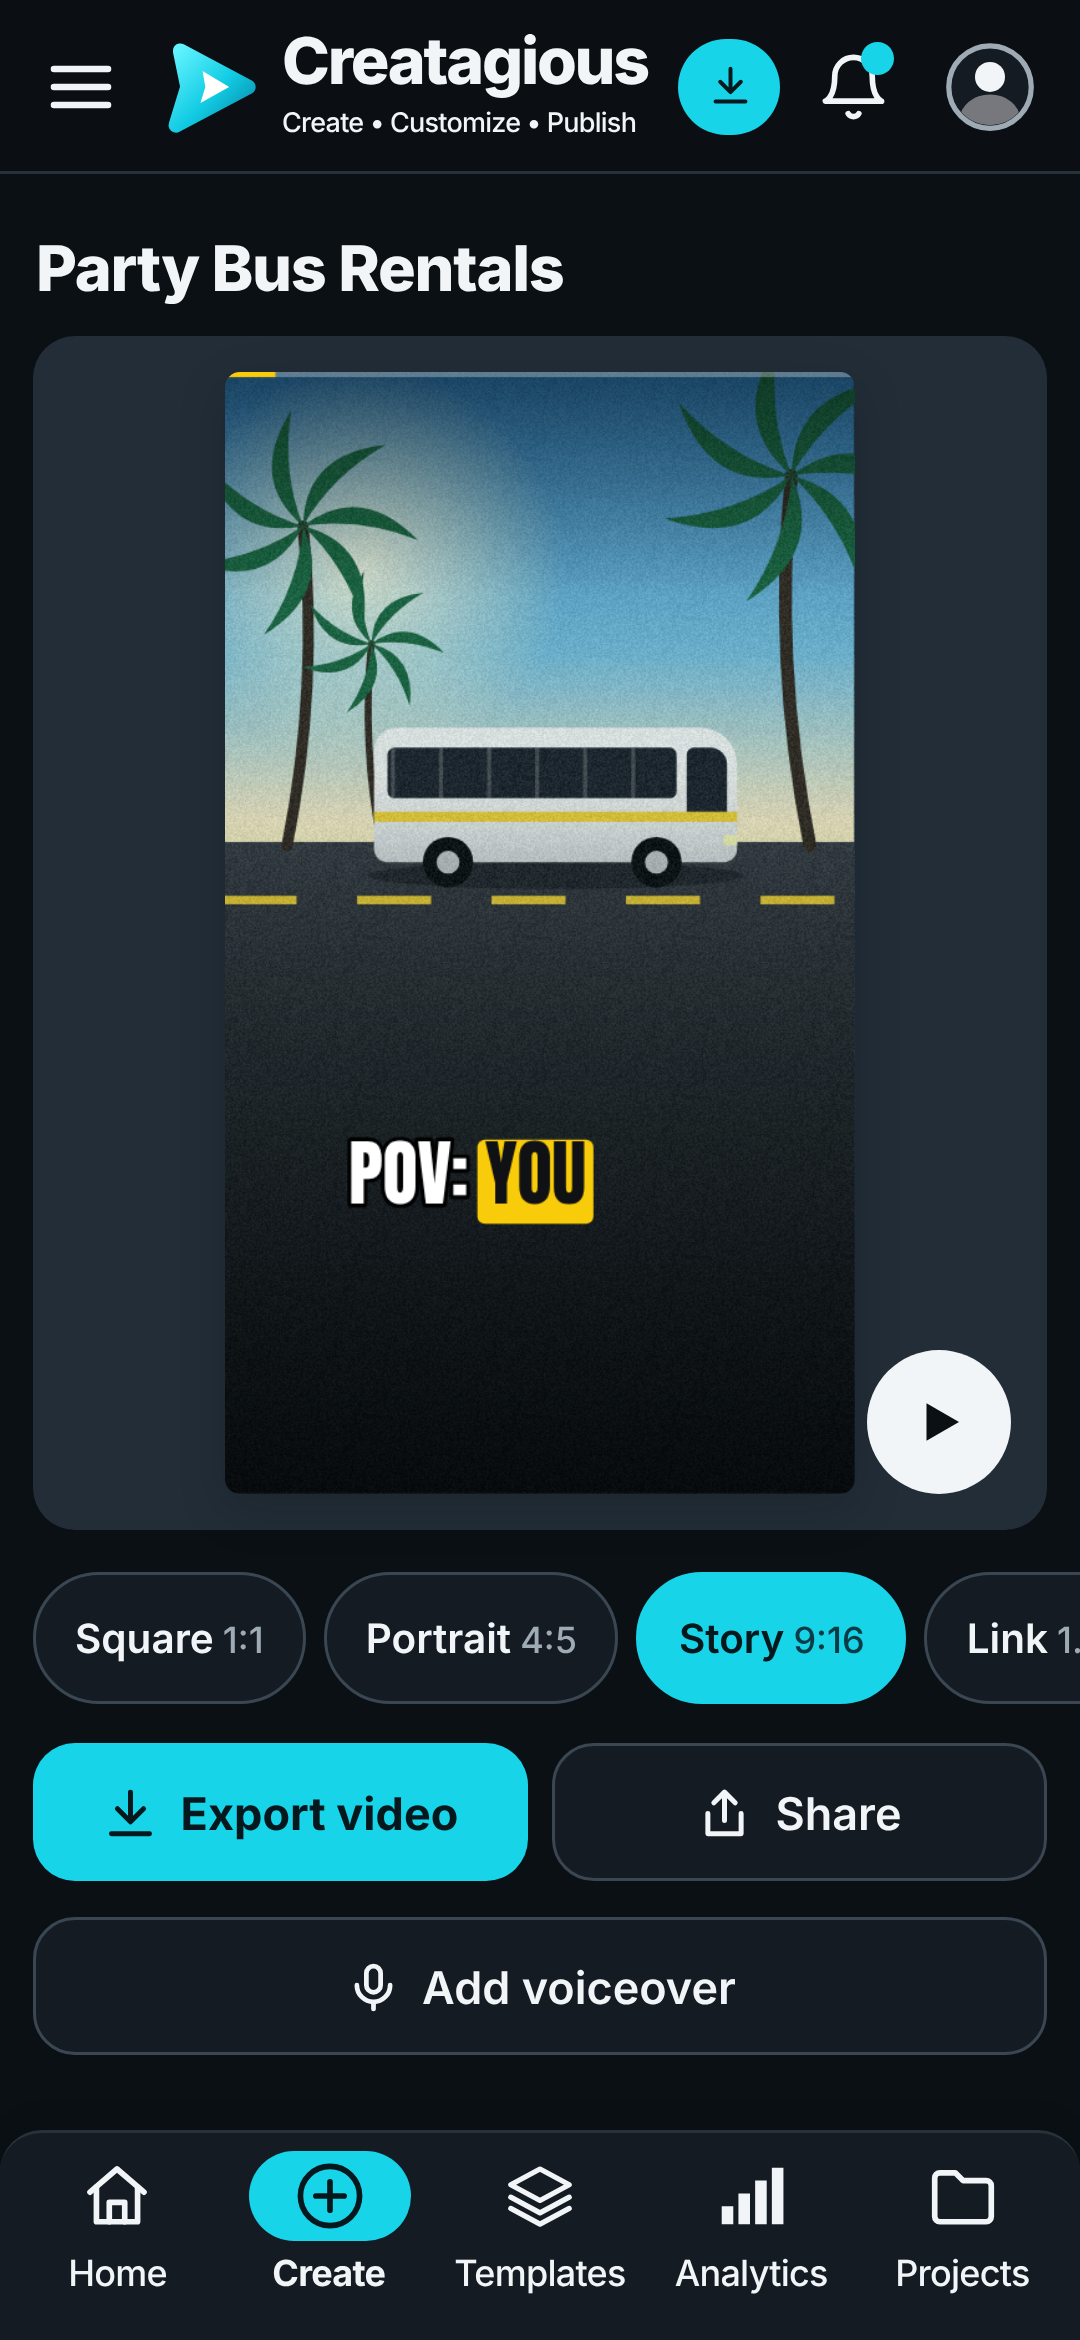 Creatagious
Create • Customize • Publish
Party Bus Rentals
POV: YOU
Square 1:1
Portrait 4:5
Story 9:16
Link 1.
Export video
Share
Add voiceover
Home
Create
Templates
Analytics
Projects